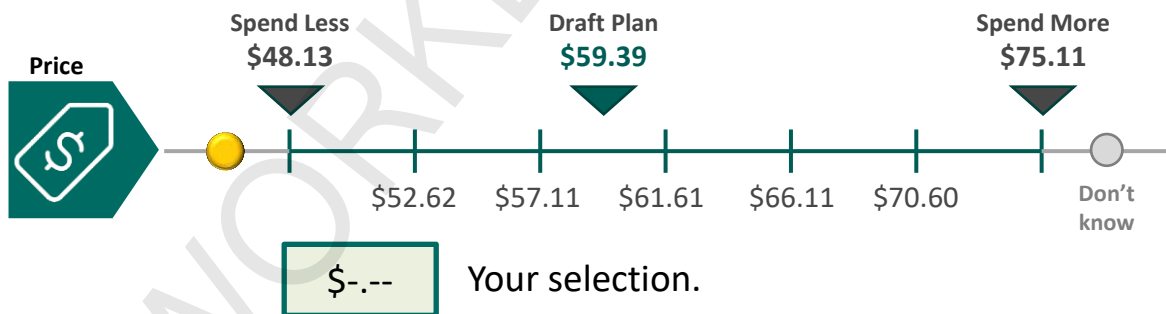 Spend Less
$48.13
Draft Plan
$59.39
Spend More
$75.11
Price
$
$52.62 $57.11 $61.61 $66.11 $70.60
Don't
know
$-.-- Your selection.